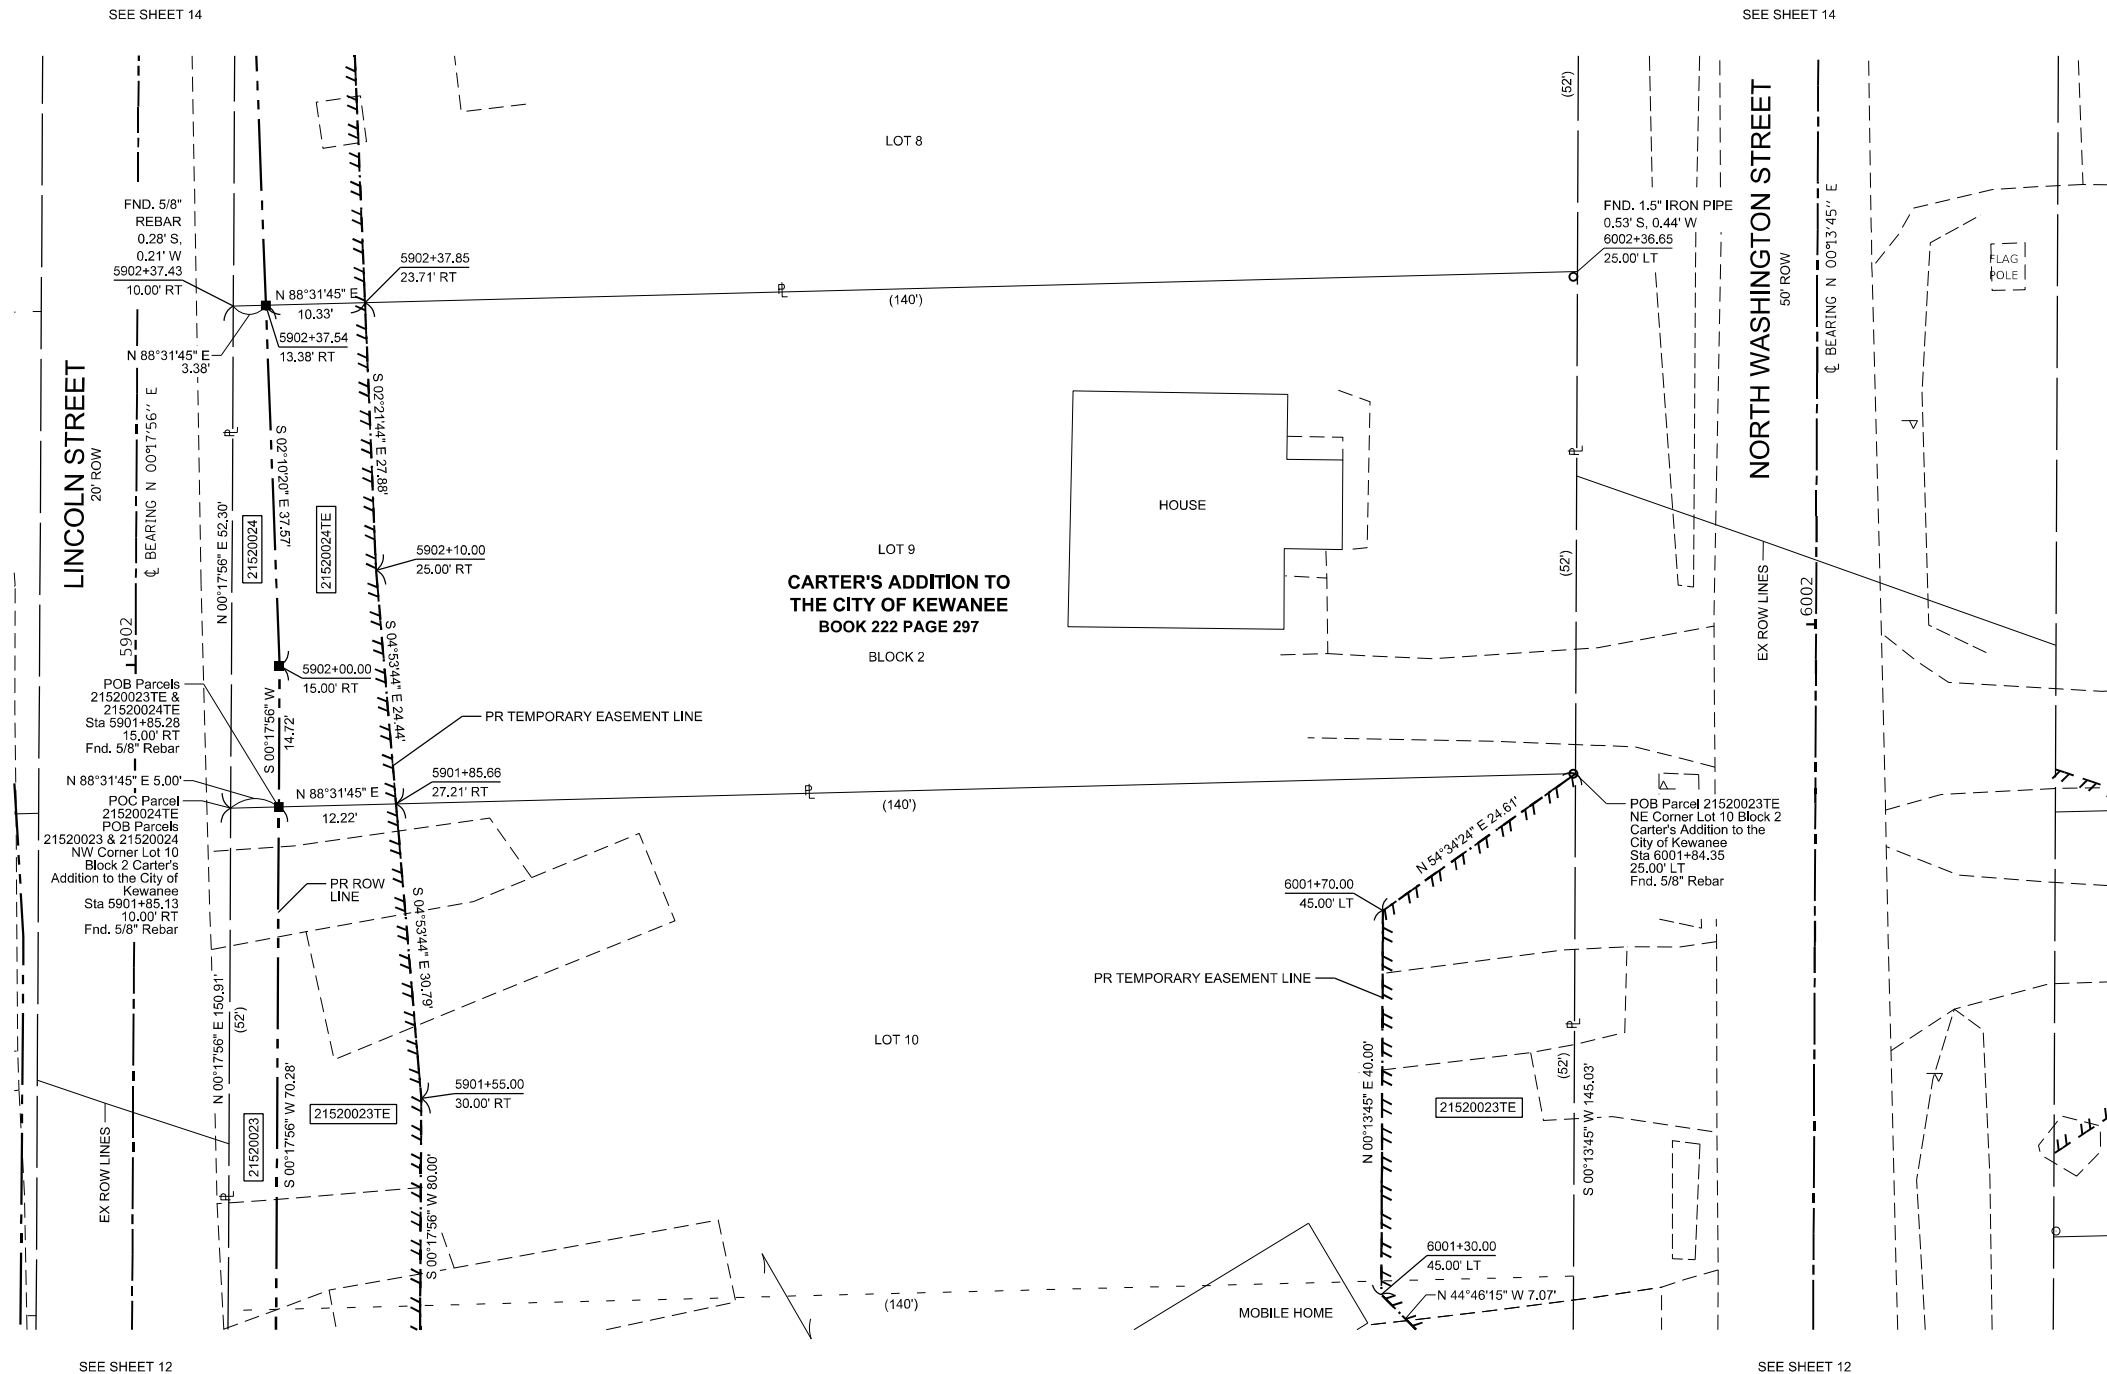 SEE SHEET 14
SEE SHEET 14
LOT 8
FND. 5/8"
REBAR
0.28' S,
0.21' W
5902+37.43
10.00' RT
N 88°31'45" E
10.33'
5902+37.85
23.71' RT
5902+37.54
13.38' RT
N 88°31'45" E
3.38'
(140')
(52')
FND. 1.5" IRON PIPE
0.53' S, 0.44' W
6002+36.65
25.00' LT
NORTH WASHINGTON STREET
50' ROW
℄ BEARING N 00°13'45'' E
FLAG
POLE
LINCOLN STREET
20' ROW
℄ BEARING N 00°17'56'' E
S 02°10'20" E 37.57'
S 02°21'44" E 27.88'
N 00°17'56" E 52.30'
21520024
21520024TE
5902+10.00
25.00' RT
LOT 9
CARTER'S ADDITION TO
THE CITY OF KEWANEE
BOOK 222 PAGE 297
BLOCK 2
HOUSE
(52')
EX ROW LINES
6002
5902
5902+00.00
15.00' RT
S 04°53'44" E 24.44'
S 00°17'56" W
14.72'
PR TEMPORARY EASEMENT LINE
POB Parcels
21520023TE &
21520024TE
Sta 5901+85.28
15.00' RT
Fnd. 5/8" Rebar
N 88°31'45" E 5.00'
POC Parcel
21520024TE
POB Parcels
21520023 & 21520024
NW Corner Lot 10
Block 2 Carter's
Addition to the City of
Kewanee
Sta 5901+85.13
10.00' RT
Fnd. 5/8" Rebar
N 88°31'45" E
12.22'
5901+85.66
27.21' RT
(140')
PR ROW
LINE
S 04°53'44" E 30.79'
N 54°34'24" E 24.61'
POB Parcel 21520023TE
NE Corner Lot 10 Block 2
Carter's Addition to the
City of Kewanee
Sta 6001+84.35
25.00' LT
Fnd. 5/8" Rebar
6001+70.00
45.00' LT
PR TEMPORARY EASEMENT LINE
LOT 10
N 00°17'56" E 150.91'
(52')
S 00°17'56" W 70.28'
5901+55.00
30.00' RT
21520023
21520023TE
EX ROW LINES
S 00°17'56" W 80.00'
N 00°13'45" E 40.00'
21520023TE
(52')
S 00°13'45" W 145.03'
6001+30.00
45.00' LT
N 44°46'15" W 7.07'
(140')
MOBILE HOME
SEE SHEET 12
SEE SHEET 12